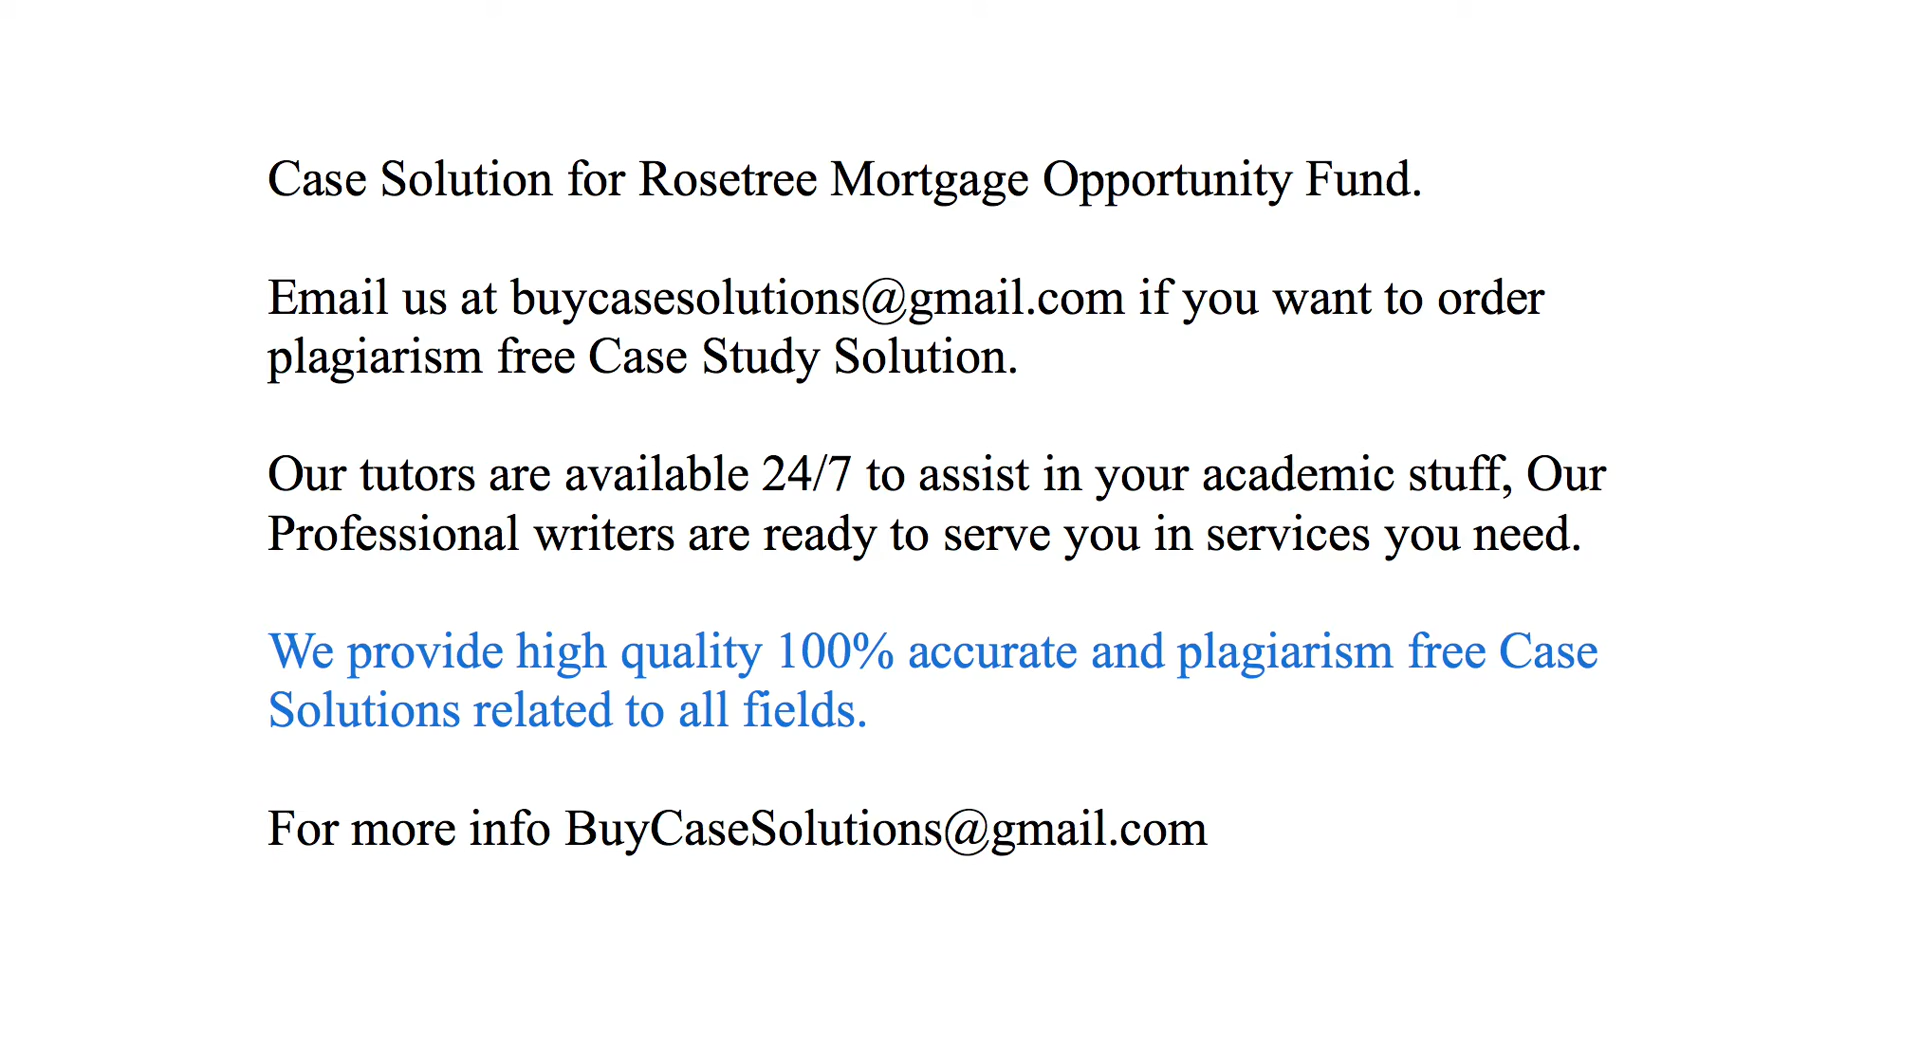 Case Solution for Rosetree Mortgage Opportunity Fund.
Email us at buycasesolutions@gmail.com if you want to order
plagiarism free Case Study Solution.
Our tutors are available 24/7 to assist in your academic stuff, Our
Professional writers are ready to serve you in services you need.
We provide high quality 100% accurate and plagiarism free Case
Solutions related to all fields.
For more info BuyCaseSolutions@gmail.com